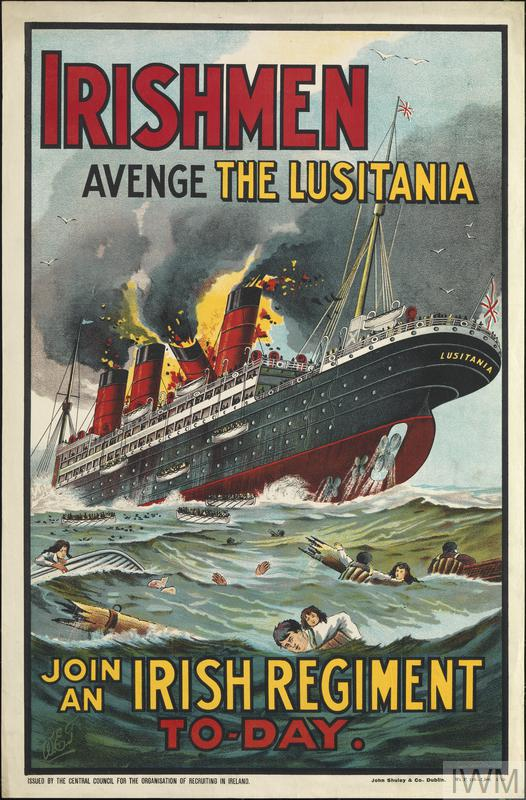 IRISHMEN
AVENGE THE LUSITANIA
LUSITANIA
JOIN AN IRISH REGIMENT
TO-DAY.
ISSUED BY THE CENTRAL COUNCIL FOR THE ORGANISATION OF RECRUITING IN IRELAND.
John Shuley & Co. Dublin.
IWM